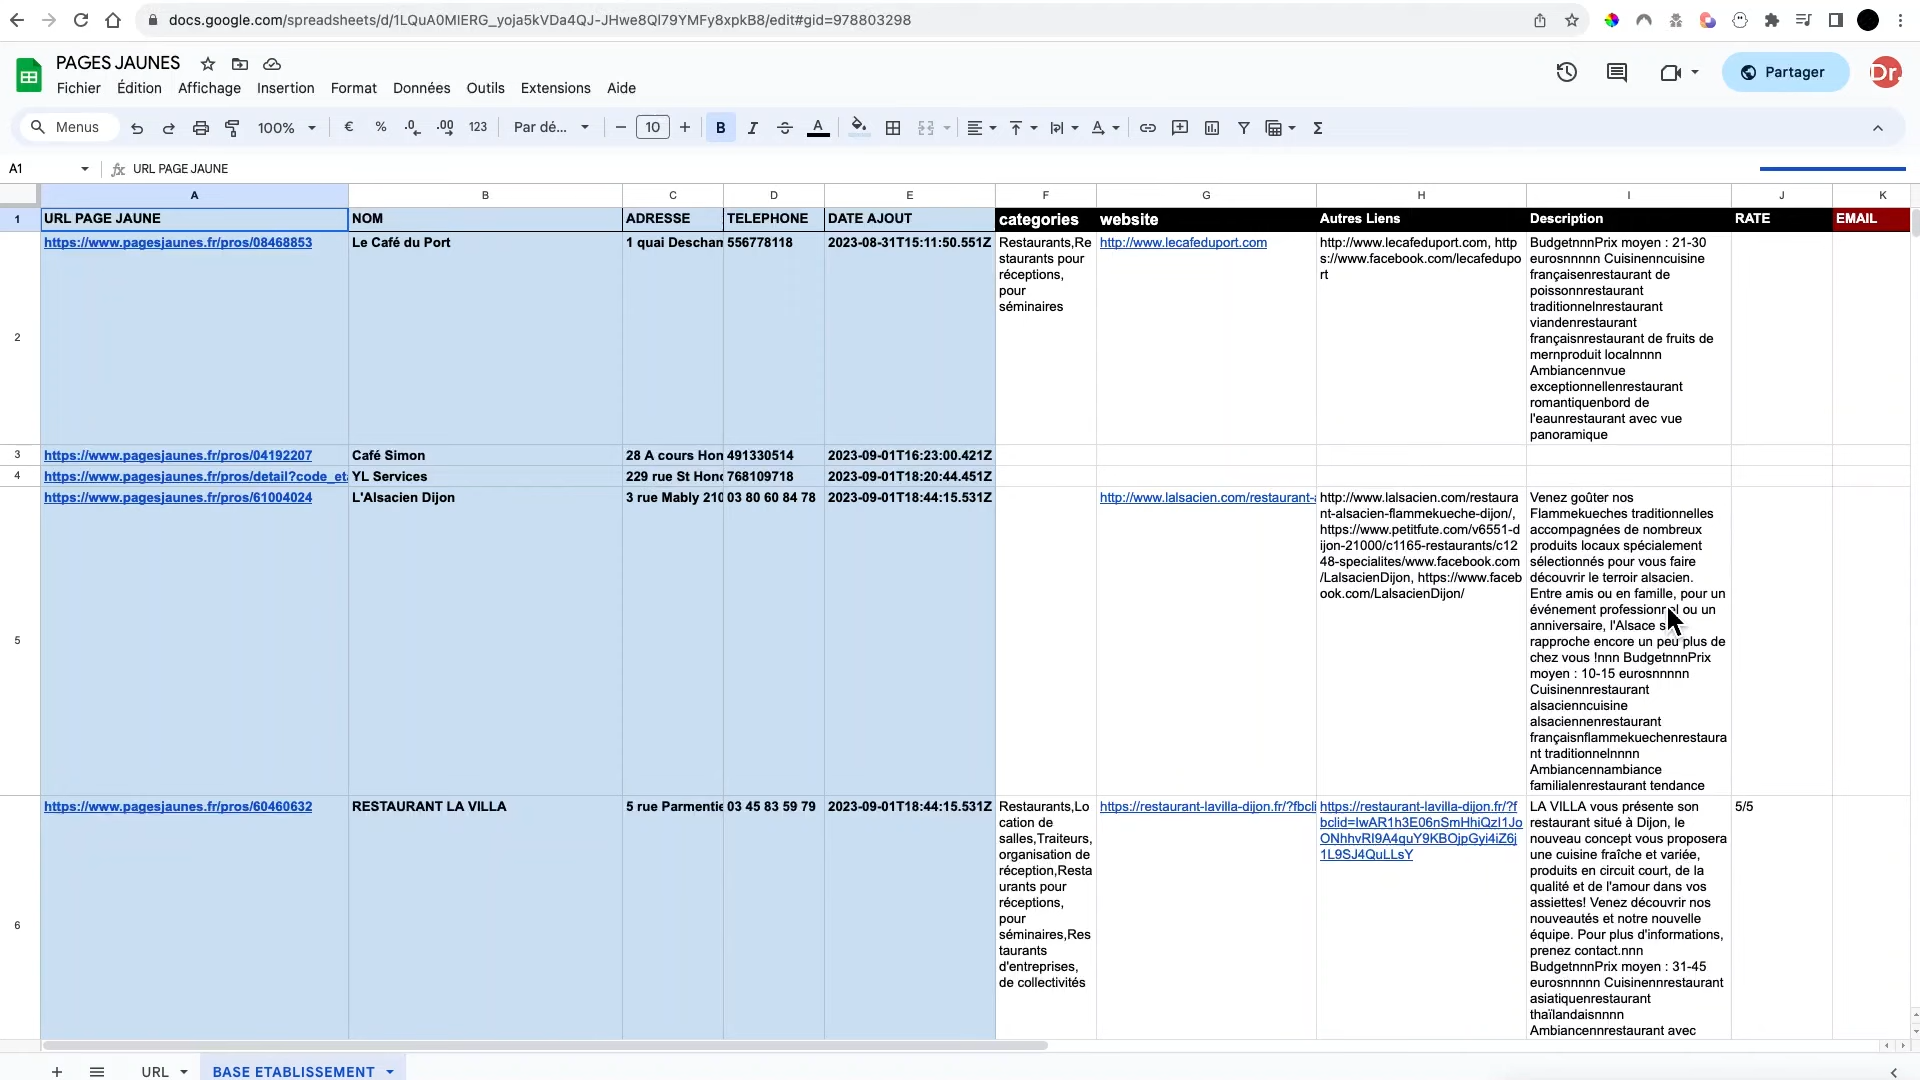 docs.google.com/spreadsheets/d/1LQuA0MIERG_yoja5kVDa4QJ-JHwe8Ql79YMFy8xpkB8/edit#gid=978803298
PAGES JAUNES
Fichier Édition Affichage Insertion Format Données Outils Extensions Aide
Partager
Dr.
Menus 100% € % .0 .00 123 Par dé... 10 B I S A
A1 fx URL PAGE JAUNE
A B C D E F G H I J K
1 URL PAGE JAUNE NOM ADRESSE TELEPHONE DATE AJOUT categories website Autres Liens Description RATE EMAIL
2
https://www.pagesjaunes.fr/pros/08468853
Le Café du Port
1 quai Descham
556778118
2023-08-31T15:11:50.551Z
Restaurants,Re
staurants pour
réceptions,
pour
séminaires
http://www.lecafeduport.com
http://www.lecafeduport.com, http
s://www.facebook.com/lecafedupo
rt
BudgetnnnPrix moyen : 21-30
eurosnnnnn Cuisinenncuisine
françaisenrestaurant de
poissonnrestaurant
traditionnelnrestaurant
viandenrestaurant
françaisnrestaurant de fruits de
mernproduit localnnnn
Ambiancennvue
exceptionnellenrestaurant
romantiquenbord de
l'eaunrestaurant avec vue
panoramique
3 https://www.pagesjaunes.fr/pros/04192207 Café Simon 28 A cours Hon 491330514 2023-09-01T16:23:00.421Z
4 https://www.pagesjaunes.fr/pros/detail?code_et YL Services 229 rue St Hono 768109718 2023-09-01T18:20:44.451Z
5
https://www.pagesjaunes.fr/pros/61004024
L'Alsacien Dijon
3 rue Mably 210
03 80 60 84 78
2023-09-01T18:44:15.531Z
http://www.lalsacien.com/restaurant-
http://www.lalsacien.com/restaura
nt-alsacien-flammekueche-dijon/,
https://www.petitfute.com/v6551-d
ijon-21000/c1165-restaurants/c12
48-specialites/www.facebook.com
/LalsacienDijon, https://www.faceb
ook.com/LalsacienDijon/
Venez goûter nos
Flammekueches traditionnelles
accompagnées de nombreux
produits locaux spécialement
sélectionnés pour vous faire
découvrir le terroir alsacien.
Entre amis ou en famille, pour un
événement professionnel ou un
anniversaire, l'Alsace
rapproche encore un peu plus de
chez vous !nnn BudgetnnnPrix
moyen : 10-15 eurosnnnnn
Cuisinennrestaurant
alsacienncuisine
alsaciennenrestaurant
françaisnflammekuechenrestaura
nt traditionnelnnnn
Ambiancennambiance
familialenrestaurant tendance
6
https://www.pagesjaunes.fr/pros/60460632
RESTAURANT LA VILLA
5 rue Parmentie
03 45 83 59 79
2023-09-01T18:44:15.531Z
Restaurants,Lo
cation de
salles,Traiteurs,
organisation de
réception,Resta
urants pour
réceptions,
pour
séminaires,Res
taurants
d'entreprises,
de collectivités
https://restaurant-lavilla-dijon.fr/?fbcli
https://restaurant-lavilla-dijon.fr/?f
bclid=IwAR1h3E06nSmHhiQzI1Jo
ONhhvRI9A4quY9KBOjpGyi4iZ6j
1L9SJ4QuLLsY
LA VILLA vous présente son
restaurant situé à Dijon, le
nouveau concept vous proposera
une cuisine fraîche et variée,
produits en circuit court, de la
qualité et de l'amour dans vos
assiettes! Venez découvrir nos
nouveautés et notre nouvelle
équipe. Pour plus d'informations,
prenez contact.nnn
BudgetnnnPrix moyen : 31-45
eurosnnnnn Cuisinennrestaurant
asiatiquenrestaurant
thaïlandaisnnnn
Ambiancennrestaurant avec
5/5
URL BASE ETABLISSEMENT